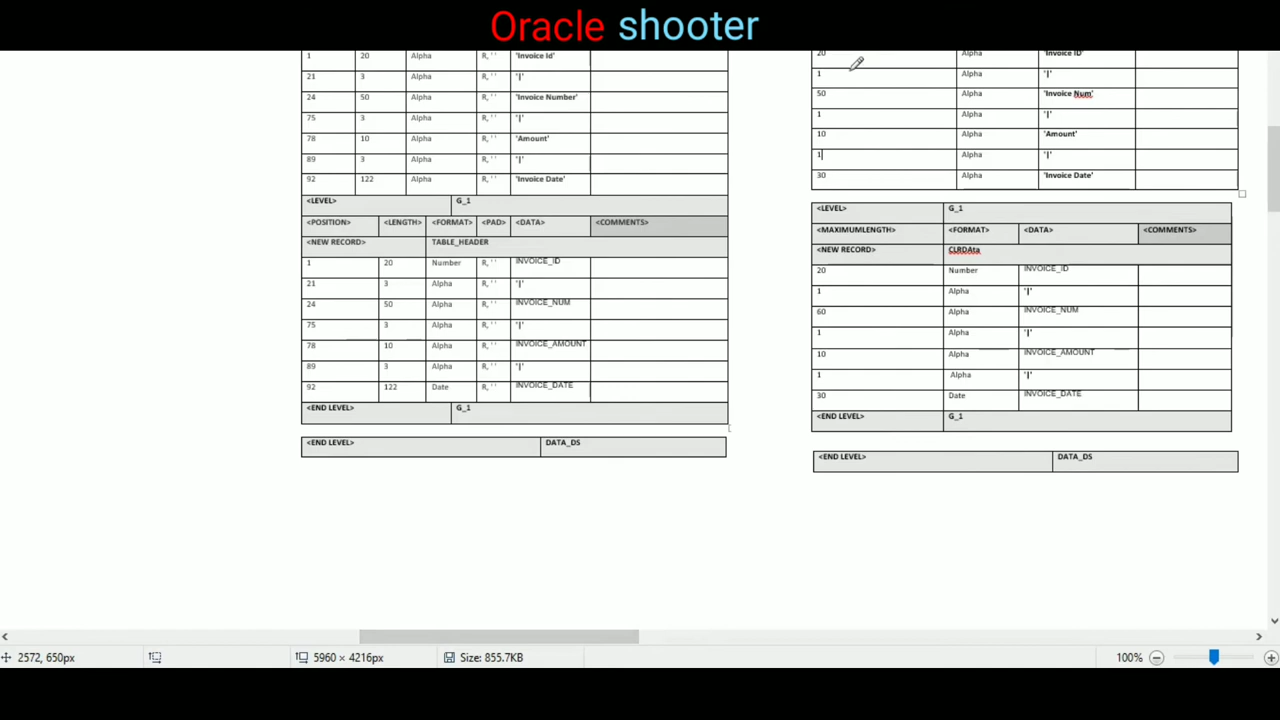 Oracle shooter
1 20 Alpha R, ' ' 'Invoice Id'
21 3 Alpha R, ' ' '|'
24 50 Alpha R, ' ' 'Invoice Number'
75 3 Alpha R, ' ' '|'
78 10 Alpha R, ' ' 'Amount'
89 3 Alpha R, ' ' '|'
92 122 Alpha R, ' ' 'Invoice Date'
<LEVEL> G_1
<POSITION> <LENGTH> <FORMAT> <PAD> <DATA> <COMMENTS>
<NEW RECORD> TABLE_HEADER
1 20 Number R, ' ' INVOICE_ID
21 3 Alpha R, ' ' '|'
24 50 Alpha R, ' ' INVOICE_NUM
75 3 Alpha R, ' ' '|'
78 10 Alpha R, ' ' INVOICE_AMOUNT
89 3 Alpha R, ' ' '|'
92 122 Date R, ' ' INVOICE_DATE
<END LEVEL> G_1
<END LEVEL> DATA_DS
20 Alpha 'Invoice ID'
1 Alpha '|'
50 Alpha 'Invoice Num'
1 Alpha '|'
10 Alpha 'Amount'
1 Alpha '|'
30 Alpha 'Invoice Date'
<LEVEL> G_1
<MAXIMUMLENGTH> <FORMAT> <DATA> <COMMENTS>
<NEW RECORD> CLRDAta
20 Number INVOICE_ID
1 Alpha '|'
60 Alpha INVOICE_NUM
1 Alpha '|'
10 Alpha INVOICE_AMOUNT
1 Alpha '|'
30 Date INVOICE_DATE
<END LEVEL> G_1
<END LEVEL> DATA_DS
2572, 650px 5960 × 4216px Size: 855.7KB 100%